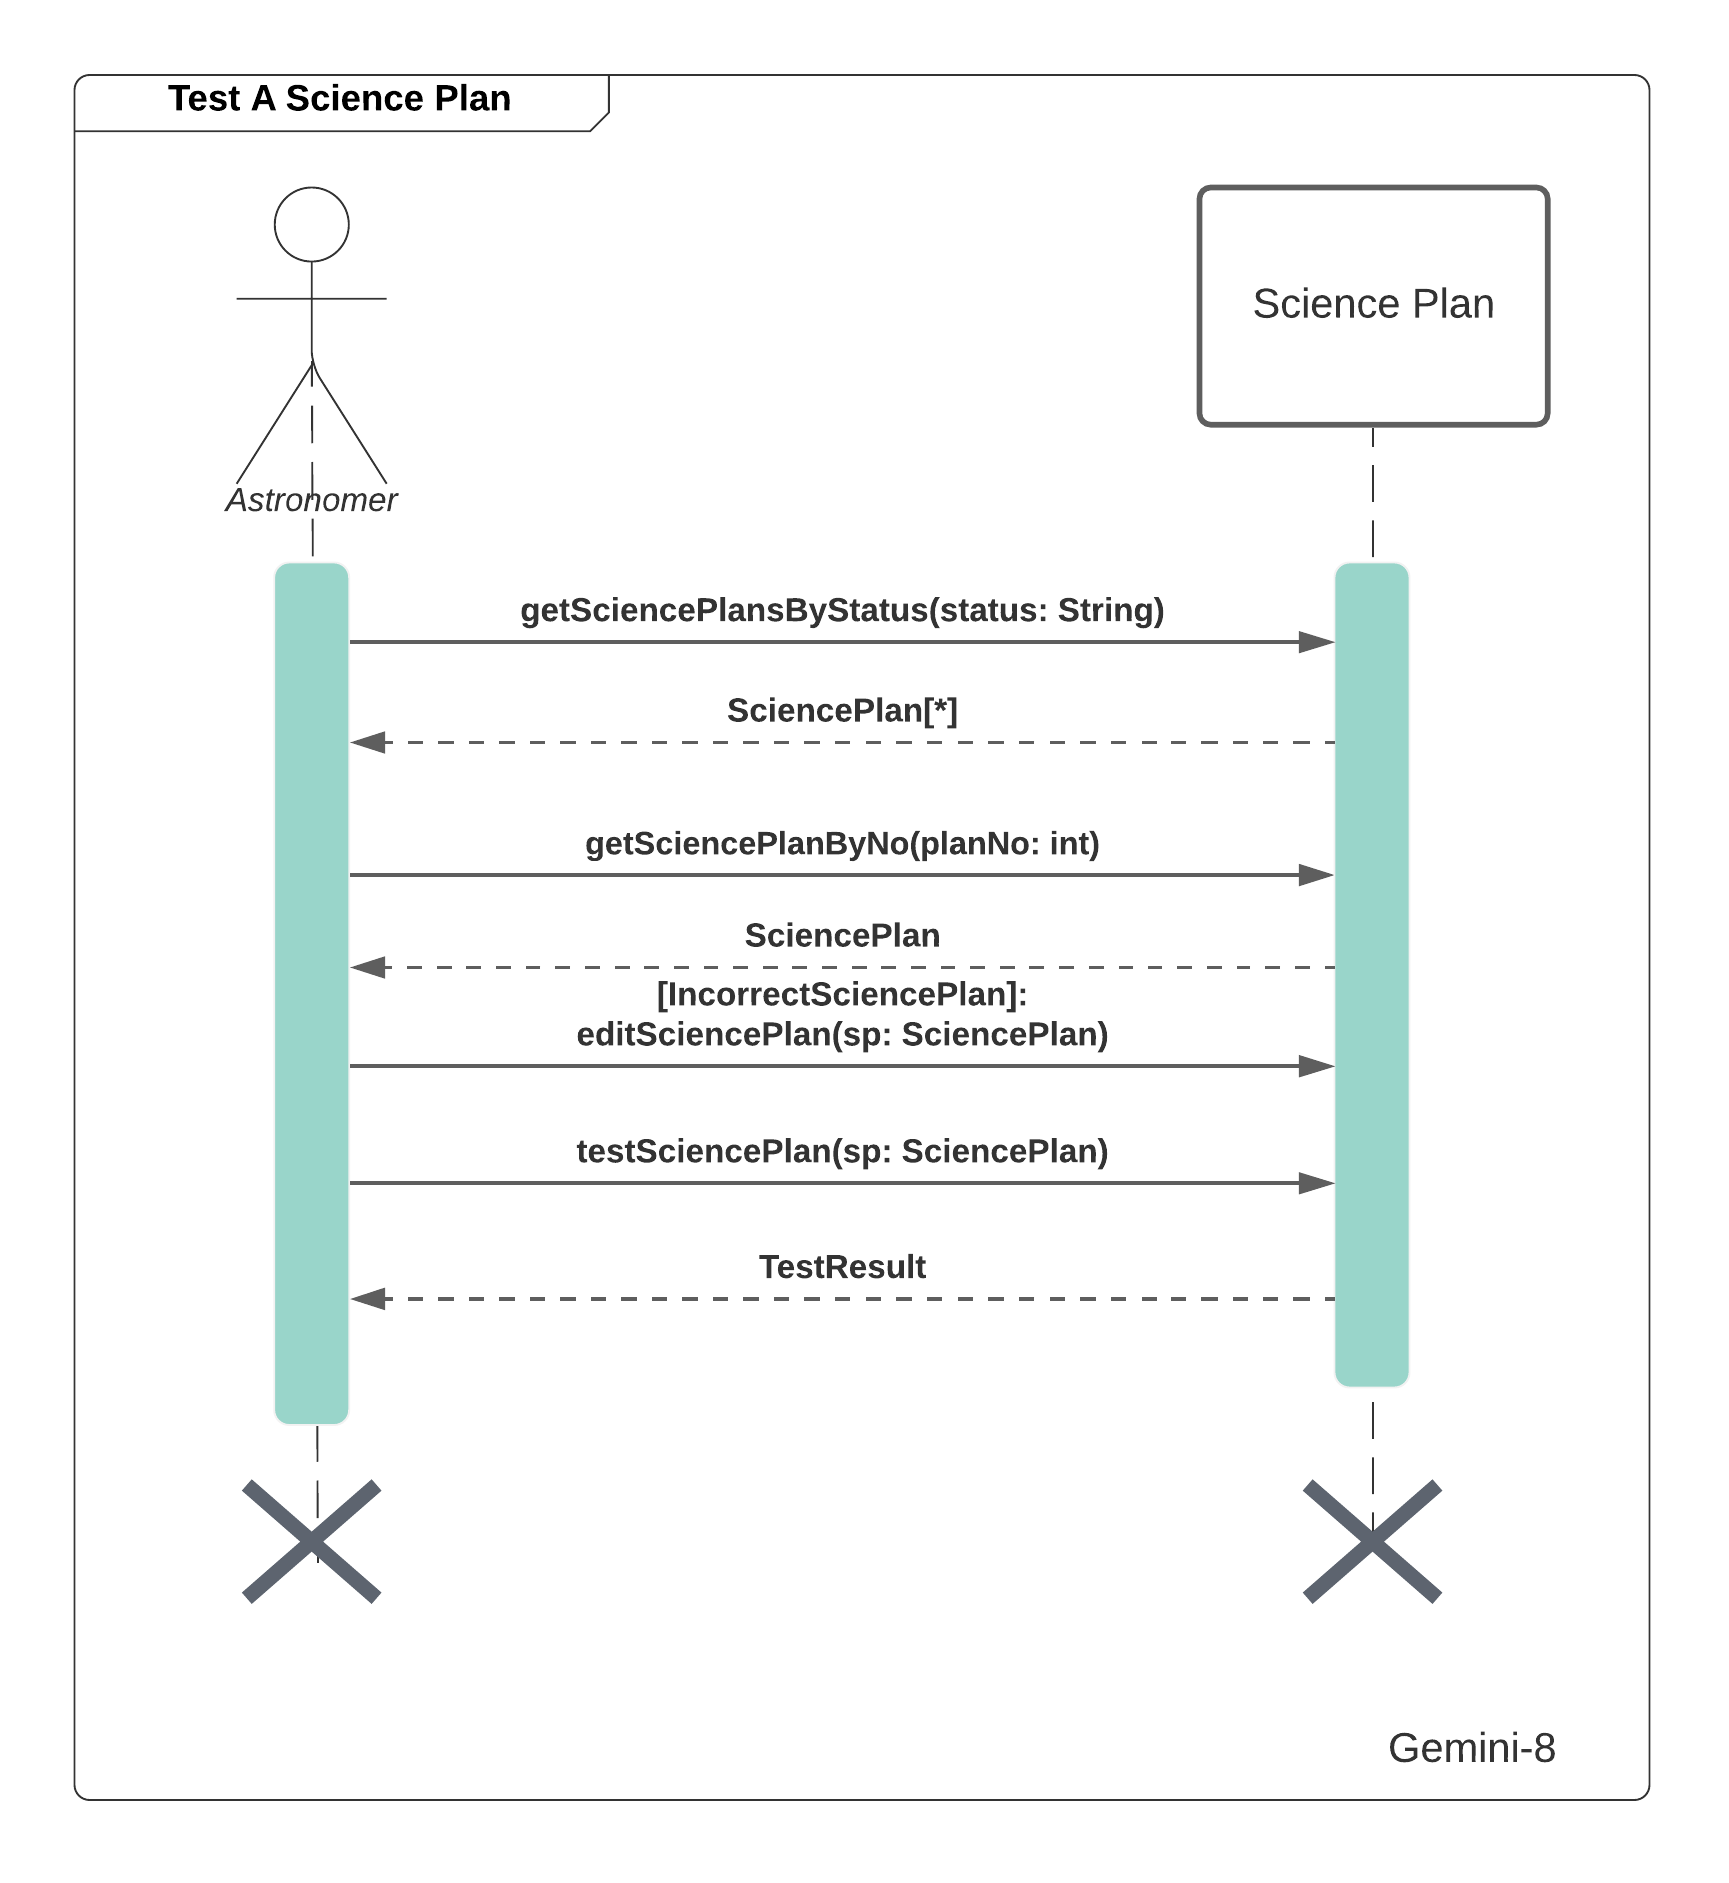 Test A Science Plan
Science Plan
Astronomer
getSciencePlansByStatus(status: String)
SciencePlan[*]
getSciencePlanByNo(planNo: int)
SciencePlan
[IncorrectSciencePlan]:
editSciencePlan(sp: SciencePlan)
testSciencePlan(sp: SciencePlan)
TestResult
Gemini-8